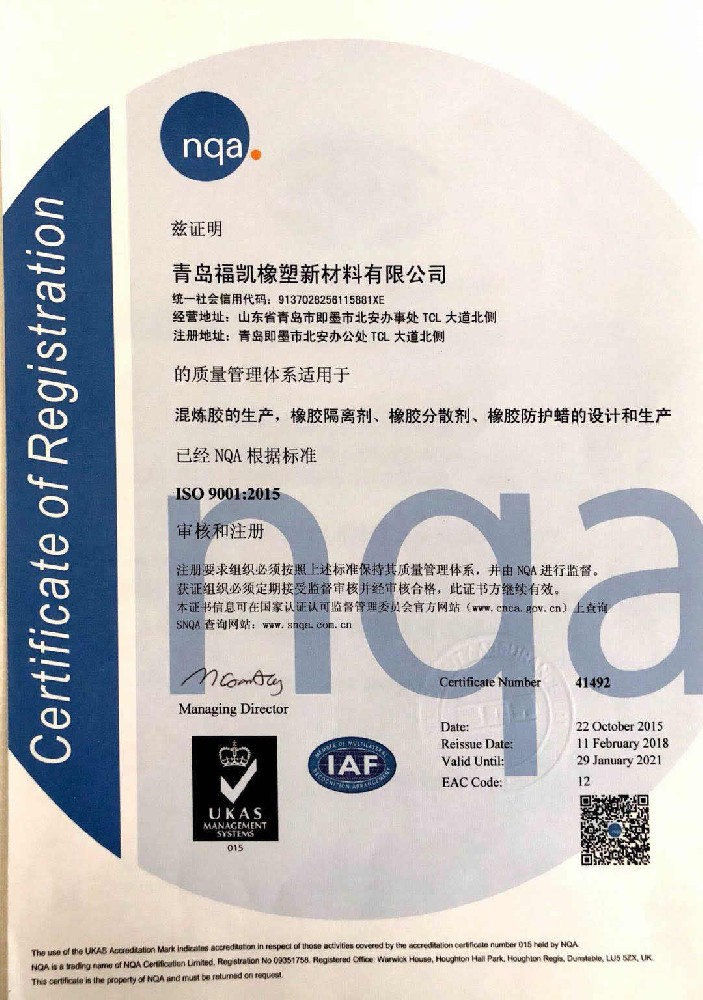 Certificate of Registration
nqa.
兹证明
青岛福凯橡塑新材料有限公司
统一社会信用代码：9137028256115881XE
经营地址：山东省青岛市即墨市北安办事处 TCL 大道北侧
注册地址：青岛即墨市北安办公处 TCL 大道北侧
的质量管理体系适用于
混炼胶的生产，橡胶隔离剂、橡胶分散剂、橡胶防护蜡的设计和生产
已经 NQA 根据标准
ISO 9001:2015
审核和注册
nqa
注册要求组织必须按照上述标准保持其质量管理体系，并由 NQA 进行监督。
获证组织必须定期接受监督审核并经审核合格，此证书方继续有效。
本证书信息可在国家认证认可监督管理委员会官方网站（www.cnca.gov.cn）上查询
SNQA 查询网站：www.snqa.com.cn
Managing Director
Certificate Number 41492
Date: 22 October 2015
Reissue Date: 11 February 2018
Valid Until: 29 January 2021
EAC Code: 12
UKAS
MANAGEMENT
SYSTEMS
015
MEMBER OF MULTILATERAL
IAF
RECOGNITION ARRANGEMENT
The use of the UKAS Accreditation Mark indicates accreditation in respect of those activities covered by the accreditation certificate number 015 held by NQA
NQA is a trading name of NQA Certification Limited, Registration No 09351758. Registered Office: Warwick House, Houghton Hall Park, Houghton Regis, Dunstable, LU5 5ZX, UK.
This certificate is the property of NQA and must be returned on request.